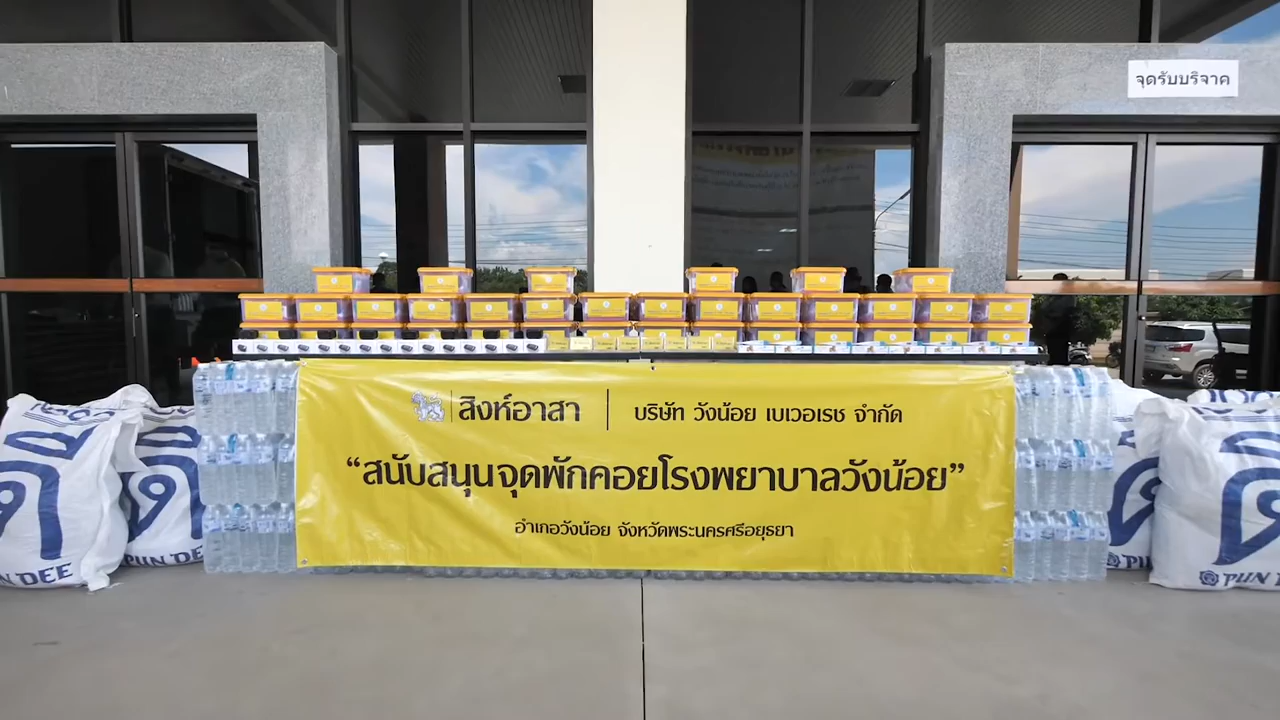 จุดรับบริจาค
สิงห์อาสา
บริษัท วังน้อย เบเวอเรช จำกัด
“สนับสนุนจุดพักคอยโรงพยาบาลวังน้อย”
อำเภอวังน้อย จังหวัดพระนครศรีอยุธยา
PUN DEE